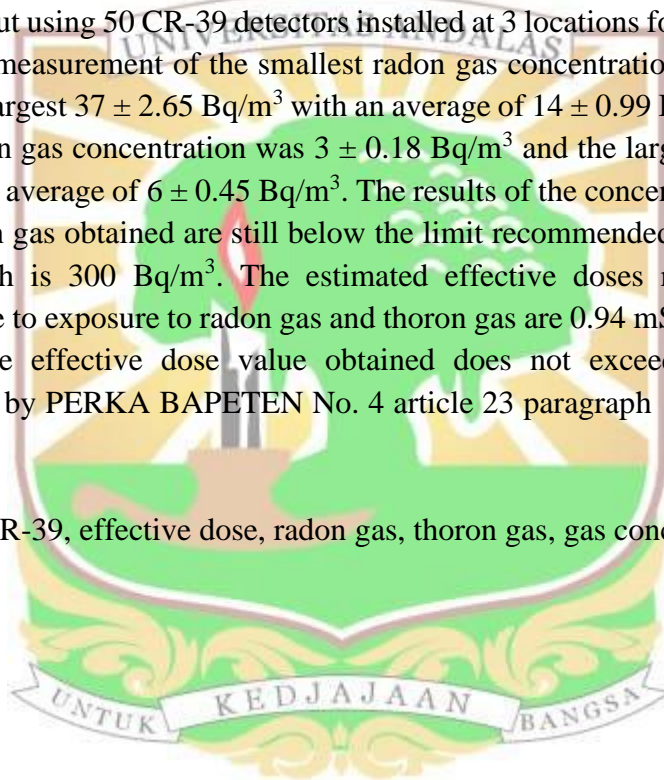 ut using 50 CR-39 detectors installed at 3 locations fo
UNIVERSITAS ANDALAS
measurement of the smallest radon gas concentratio
argest 37 ± 2.65 Bq/m³ with an average of 14 ± 0.99
n gas concentration was 3 ± 0.18 Bq/m³ and the larg
average of 6 ± 0.45 Bq/m³. The results of the concer
n gas obtained are still below the limit recommended
h is 300 Bq/m³. The estimated effective doses
e to exposure to radon gas and thoron gas are 0.94 mS
e effective dose value obtained does not excee
by PERKA BAPETEN No. 4 article 23 paragraph
R-39, effective dose, radon gas, thoron gas, gas conc
UNTUK KEDJAJAAN BANGSA